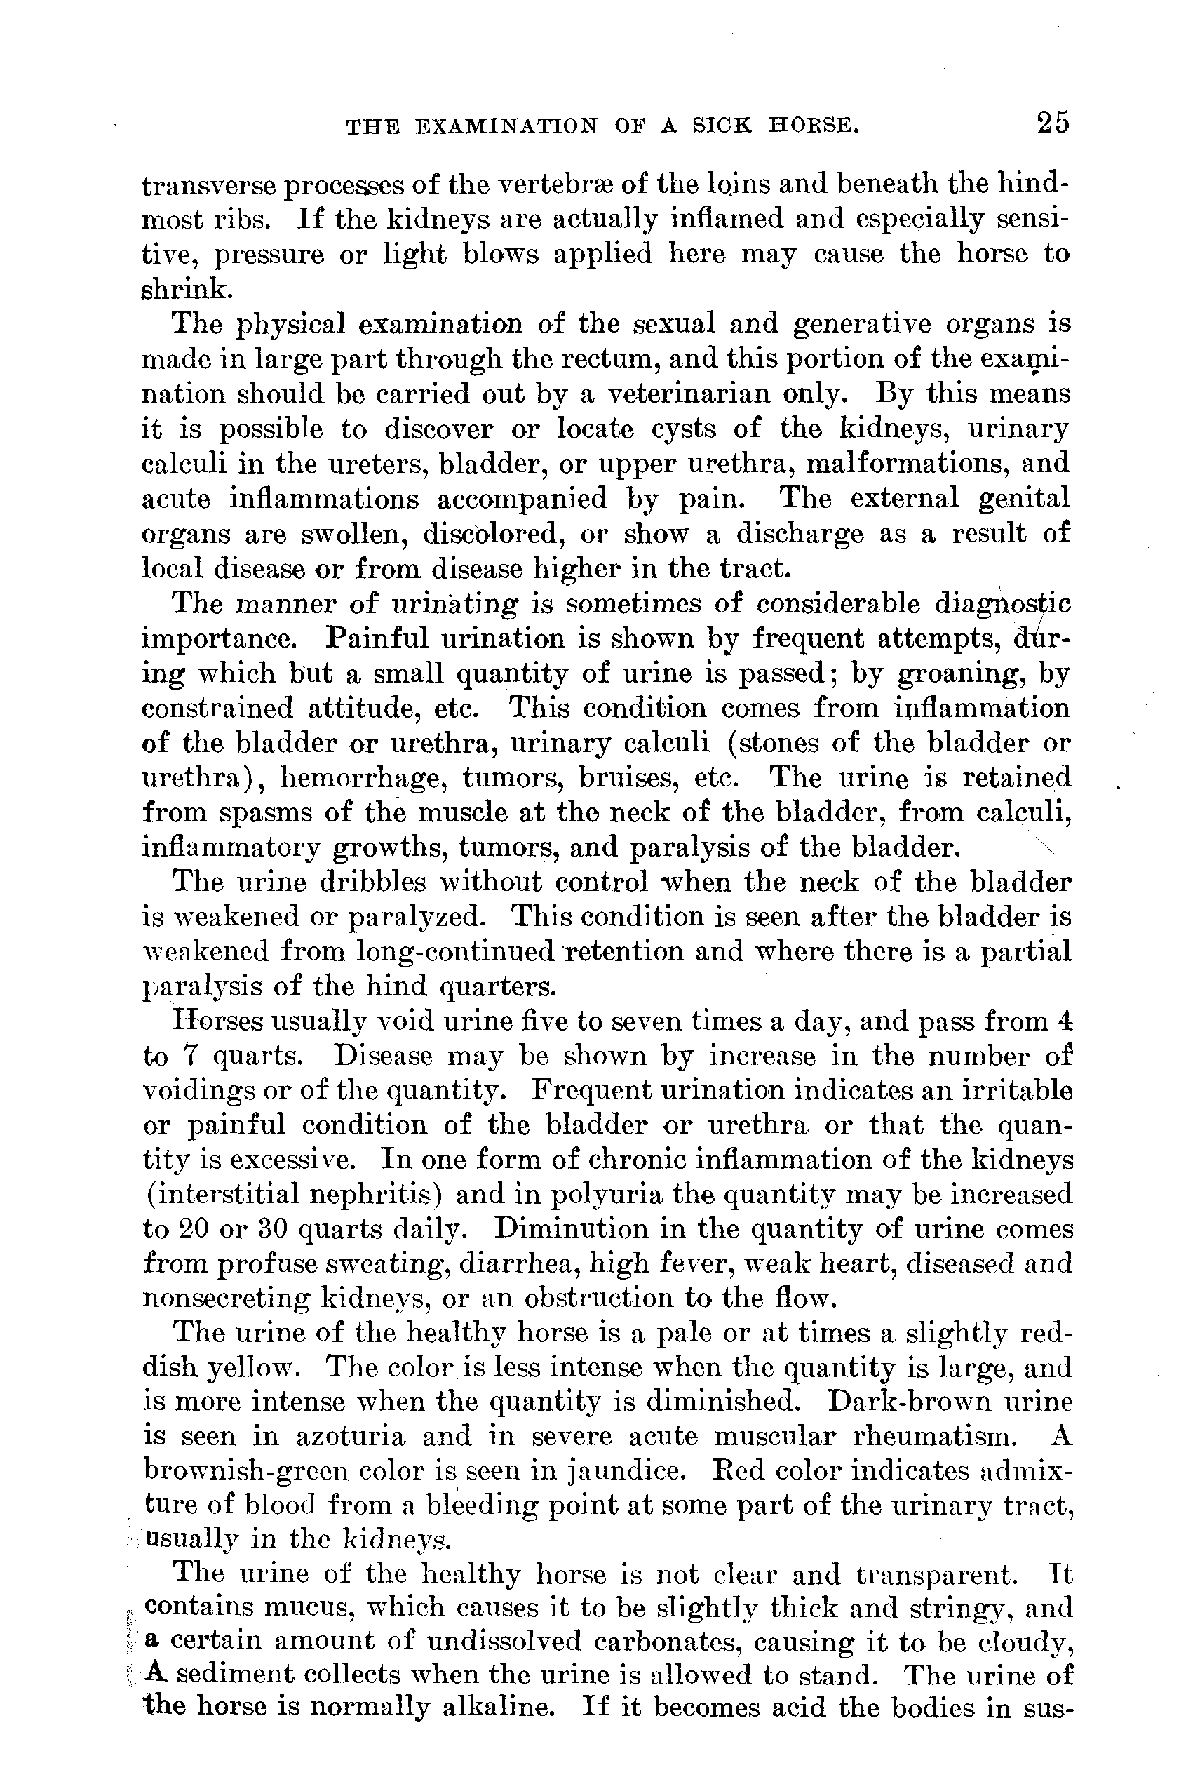 THE EXAMINATION OF A SICK HORSE. 25
transverse processes of the vertebræ of the loins and beneath the hind-
most ribs. If the kidneys are actually inflamed and especially sensi-
tive, pressure or light blows applied here may cause the horse to
shrink.
The physical examination of the sexual and generative organs is
made in large part through the rectum, and this portion of the exami-
nation should be carried out by a veterinarian only. By this means
it is possible to discover or locate cysts of the kidneys, urinary
calculi in the ureters, bladder, or upper urethra, malformations, and
acute inflammations accompanied by pain. The external genital
organs are swollen, discolored, or show a discharge as a result of
local disease or from disease higher in the tract.
The manner of urinating is sometimes of considerable diagnostic
importance. Painful urination is shown by frequent attempts, dur-
ing which but a small quantity of urine is passed; by groaning, by
constrained attitude, etc. This condition comes from inflammation
of the bladder or urethra, urinary calculi (stones of the bladder or
urethra), hemorrhage, tumors, bruises, etc. The urine is retained
from spasms of the muscle at the neck of the bladder, from calculi,
inflammatory growths, tumors, and paralysis of the bladder.
The urine dribbles without control when the neck of the bladder
is weakened or paralyzed. This condition is seen after the bladder is
weakened from long-continued retention and where there is a partial
paralysis of the hind quarters.
Horses usually void urine five to seven times a day, and pass from 4
to 7 quarts. Disease may be shown by increase in the number of
voidings or of the quantity. Frequent urination indicates an irritable
or painful condition of the bladder or urethra or that the quan-
tity is excessive. In one form of chronic inflammation of the kidneys
(interstitial nephritis) and in polyuria the quantity may be increased
to 20 or 30 quarts daily. Diminution in the quantity of urine comes
from profuse sweating, diarrhea, high fever, weak heart, diseased and
nonsecreting kidneys, or an obstruction to the flow.
The urine of the healthy horse is a pale or at times a slightly red-
dish yellow. The color is less intense when the quantity is large, and
is more intense when the quantity is diminished. Dark-brown urine
is seen in azoturia and in severe acute muscular rheumatism. A
brownish-green color is seen in jaundice. Red color indicates admix-
ture of blood from a bleeding point at some part of the urinary tract,
usually in the kidneys.
The urine of the healthy horse is not clear and transparent. It
contains mucus, which causes it to be slightly thick and stringy, and
a certain amount of undissolved carbonates, causing it to be cloudy,
A sediment collects when the urine is allowed to stand. The urine of
the horse is normally alkaline. If it becomes acid the bodies in sus-